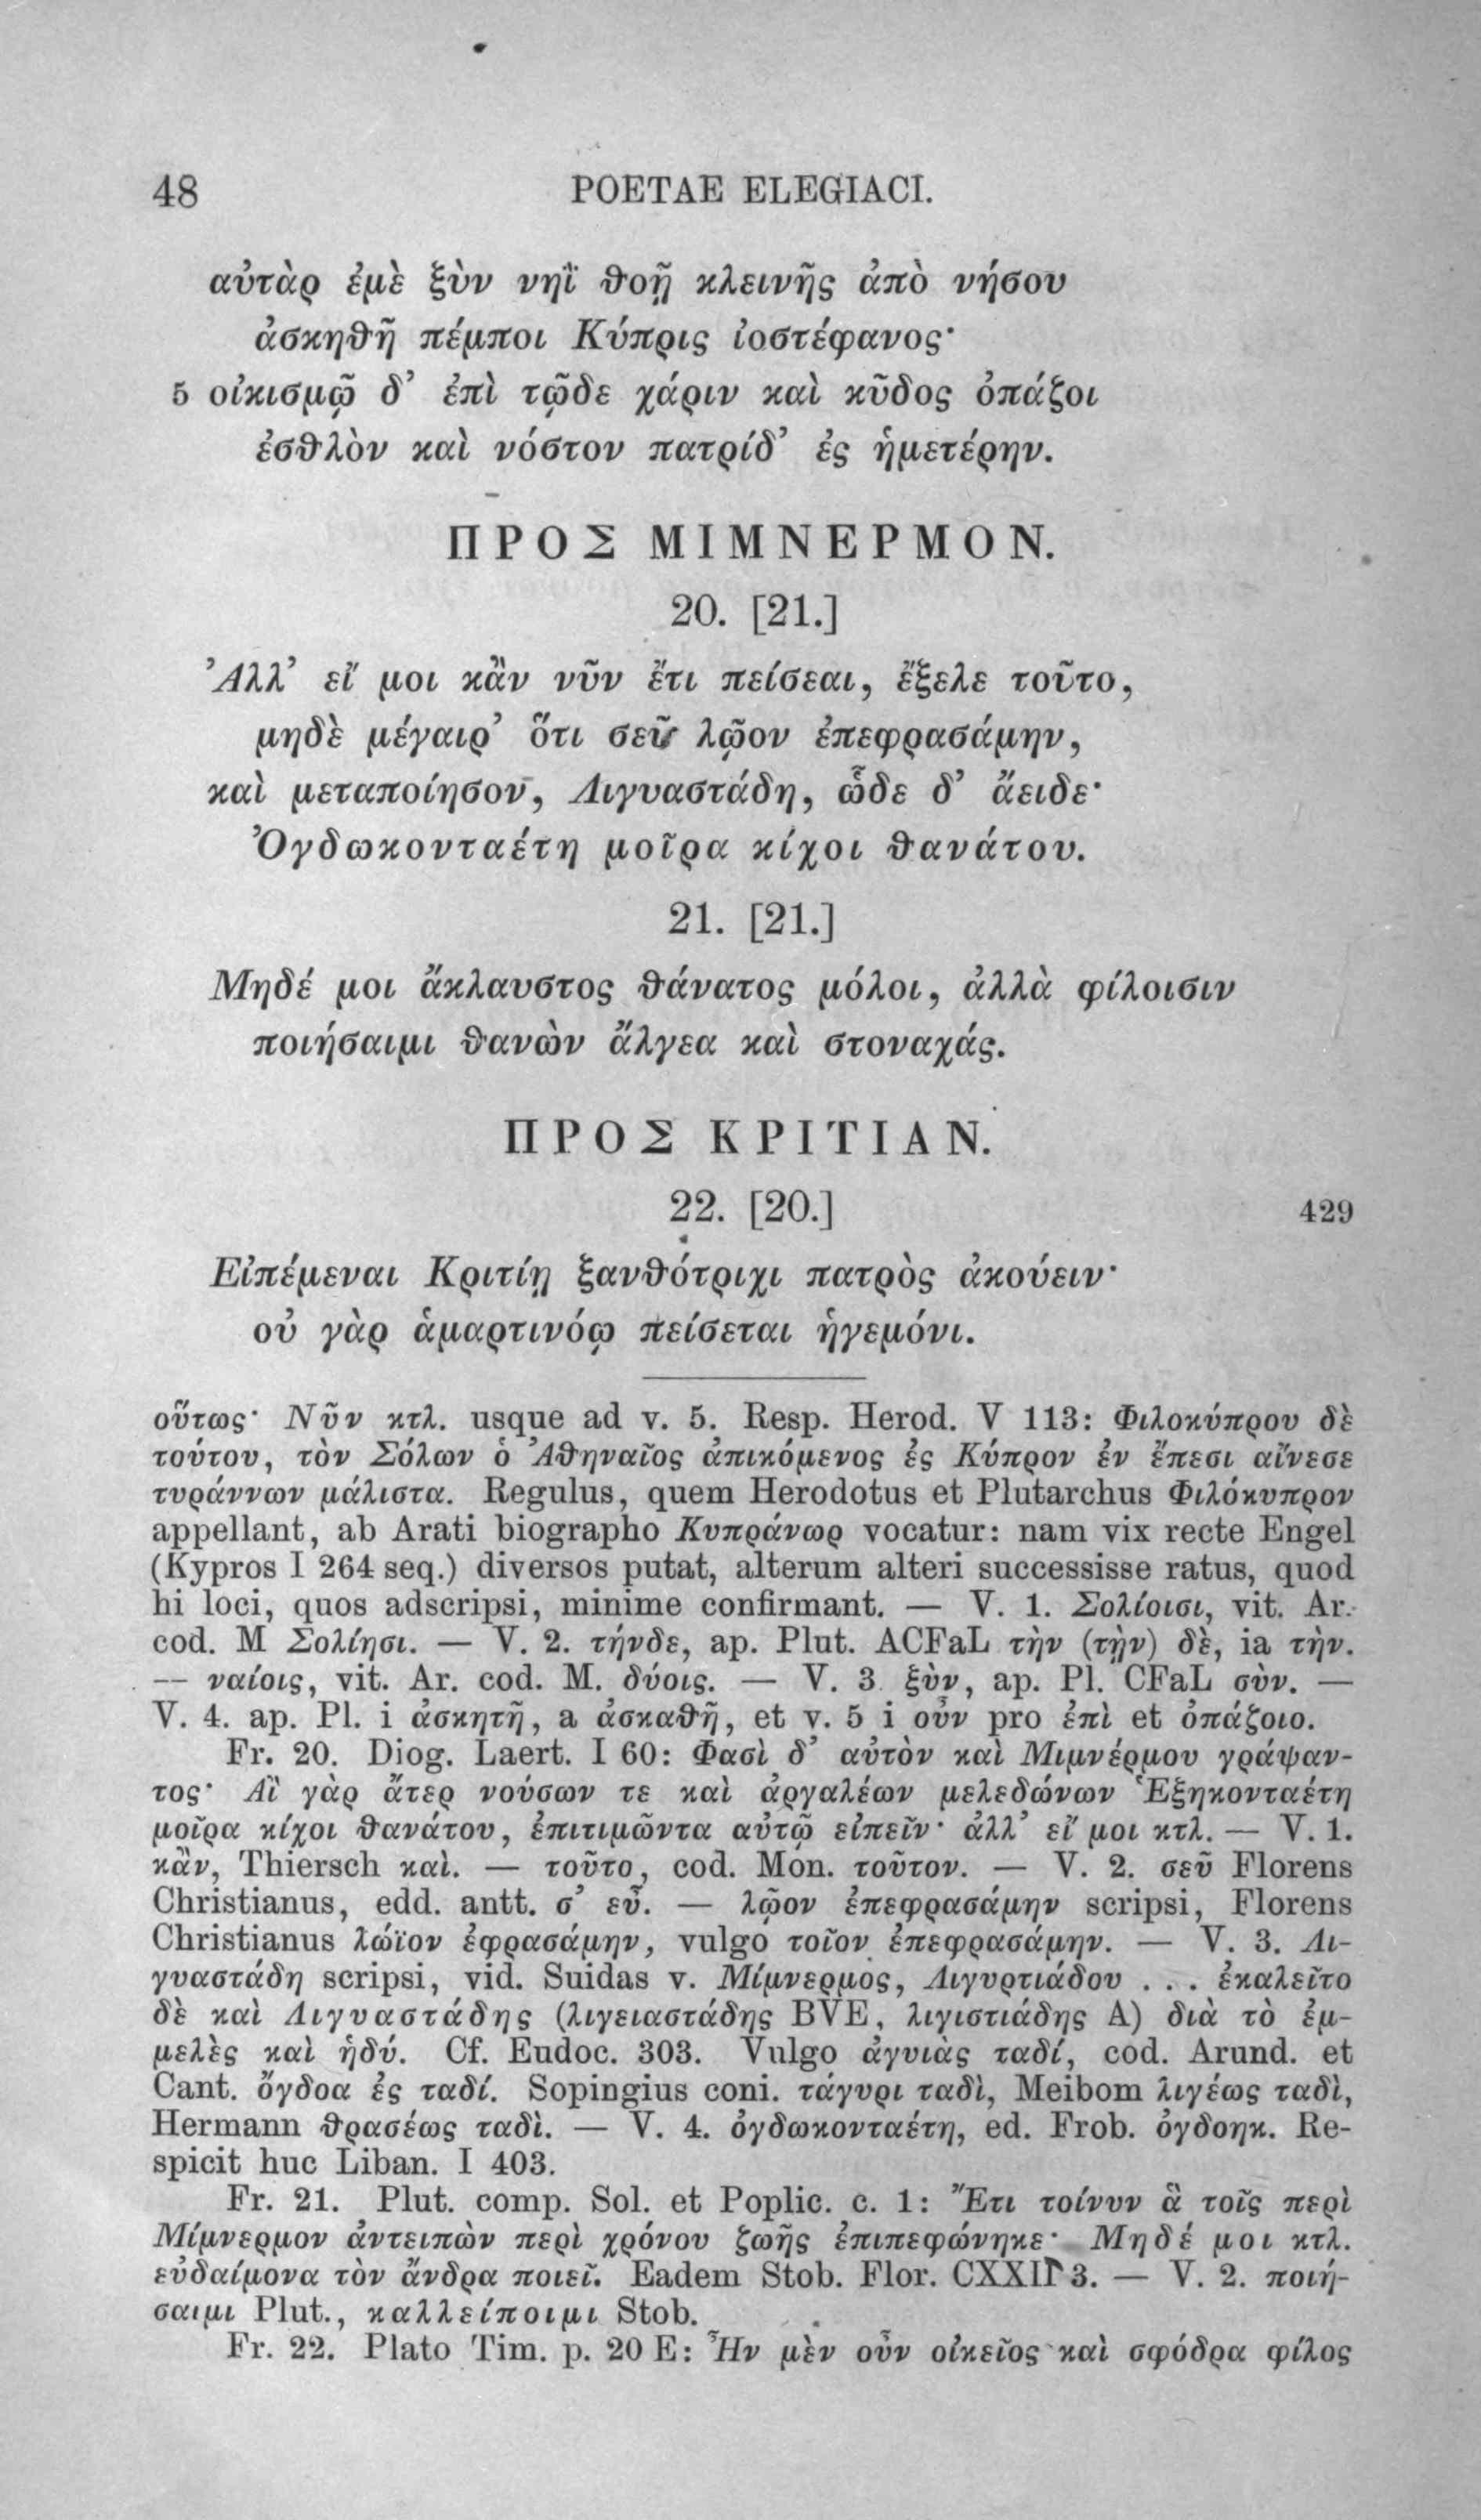 48
POETAE ELEGIACI.
αὐτὰρ ἐμὲ ξὺν νηῒ θοῇ κλεινῆς ἀπὸ νήσου
ἀσκηθῆ πέμποι Κύπρις ἰοστέφανος·
5 οἰκισμῷ δ’ ἐπὶ τῷδε χάριν καὶ κῦδος ὀπάζοι
ἐσθλὸν καὶ νόστον πατρίδ’ ἐς ἡμετέρην.
ΠΡΟΣ ΜΙΜΝΕΡΜΟΝ.
20. [21.]
Ἀλλ’ εἴ μοι κἂν νῦν ἔτι πείσεαι, ἔξελε τοῦτο,
μηδὲ μέγαιρ’ ὅτι σεῦ λῷον ἐπεφρασάμην,
καὶ μεταποίησον, Λιγυαστάδη, ὧδε δ’ ἄειδε·
Ὀγδωκονταέτη μοῖρα κίχοι θανάτου.
21. [21.]
Μηδέ μοι ἄκλαυστος θάνατος μόλοι, ἀλλὰ φίλοισιν
ποιήσαιμι θανὼν ἄλγεα καὶ στοναχάς.
ΠΡΟΣ ΚΡΙΤΙΑΝ.
22. [20.]
429
Εἰπέμεναι Κριτίῃ ξανθότριχι πατρὸς ἀκούειν·
οὐ γὰρ ἁμαρτινόῳ πείσεται ἡγεμόνι.
οὕτως· Νῦν κτλ. usque ad v. 5. Resp. Herod. V 113: Φιλοκύπρου δὲ
τούτου, τὸν Σόλων ὁ Ἀθηναῖος ἀπικόμενος ἐς Κύπρον ἐν ἔπεσι αἴνεσε
τυράννων μάλιστα. Regulus, quem Herodotus et Plutarchus Φιλόκυπρον
appellant, ab Arati biographo Κυπράνωρ vocatur: nam vix recte Engel
(Kypros I 264 seq.) diversos putat, alterum alteri successisse ratus, quod
hi loci, quos adscripsi, minime confirmant. — V. 1. Σολίοισι, vit. Ar.
cod. M Σολίησι. — V. 2. τήνδε, ap. Plut. ACFaL τὴν (τῂν) δὲ, ia τὴν.
— ναίοις, vit. Ar. cod. M. δύοις. — V. 3. ξὺν, ap. Pl. CFaL σὺν. —
V. 4. ap. Pl. i ἀσκητῆ, a ἀσκαθῆ, et v. 5 i οὖν pro ἐπὶ et ὀπάζοιο.
Fr. 20. Diog. Laert. I 60: Φασὶ δ’ αὐτὸν καὶ Μιμνέρμου γράψαν-
τος· Αἲ γὰρ ἄτερ νούσων τε καὶ ἀργαλέων μελεδώνων Ἑξηκονταέτη
μοῖρα κίχοι θανάτου, ἐπιτιμῶντα αὐτῷ εἰπεῖν· ἀλλ’ εἴ μοι κτλ. — V. 1.
κἂν, Thiersch καὶ. — τοῦτο, cod. Mon. τοῦτον. — V. 2. σεῦ Florens
Christianus, edd. antt. σ’ εὖ. — λῷον ἐπεφρασάμην scripsi, Florens
Christianus λώϊον ἐφρασάμην, vulgo τοῖον ἐπεφρασάμην. — V. 3. Λι-
γυαστάδη scripsi, vid. Suidas v. Μίμνερμος, Λιγυρτιάδου . . . ἐκαλεῖτο
δὲ καὶ Λιγυαστάδης (λιγειαστάδης BVE, λιγιστιάδης A) διὰ τὸ ἐμ-
μελὲς καὶ ἡδύ. Cf. Eudoc. 303. Vulgo ἀγυιὰς ταδί, cod. Arund. et
Cant. ὄγδοα ἐς ταδί. Sopingius coni. τάγυρι ταδὶ, Meibom λιγέως ταδὶ,
Hermann θρασέως ταδὶ. — V. 4. ὀγδωκονταέτη, ed. Frob. ὀγδοηκ. Re-
spicit huc Liban. I 403.
Fr. 21. Plut. comp. Sol. et Poplic. c. 1: Ἔτι τοίνυν ἃ τοῖς περὶ
Μίμνερμον ἀντειπὼν περὶ χρόνου ζωῆς ἐπιπεφώνηκε· Μηδέ μοι κτλ.
εὐδαίμονα τὸν ἄνδρα ποιεῖ. Eadem Stob. Flor. CXXII 3. — V. 2. ποιή-
σαιμι Plut., καλλείποιμι Stob.
Fr. 22. Plato Tim. p. 20 E: Ἦν μὲν οὖν οἰκεῖος καὶ σφόδρα φίλος